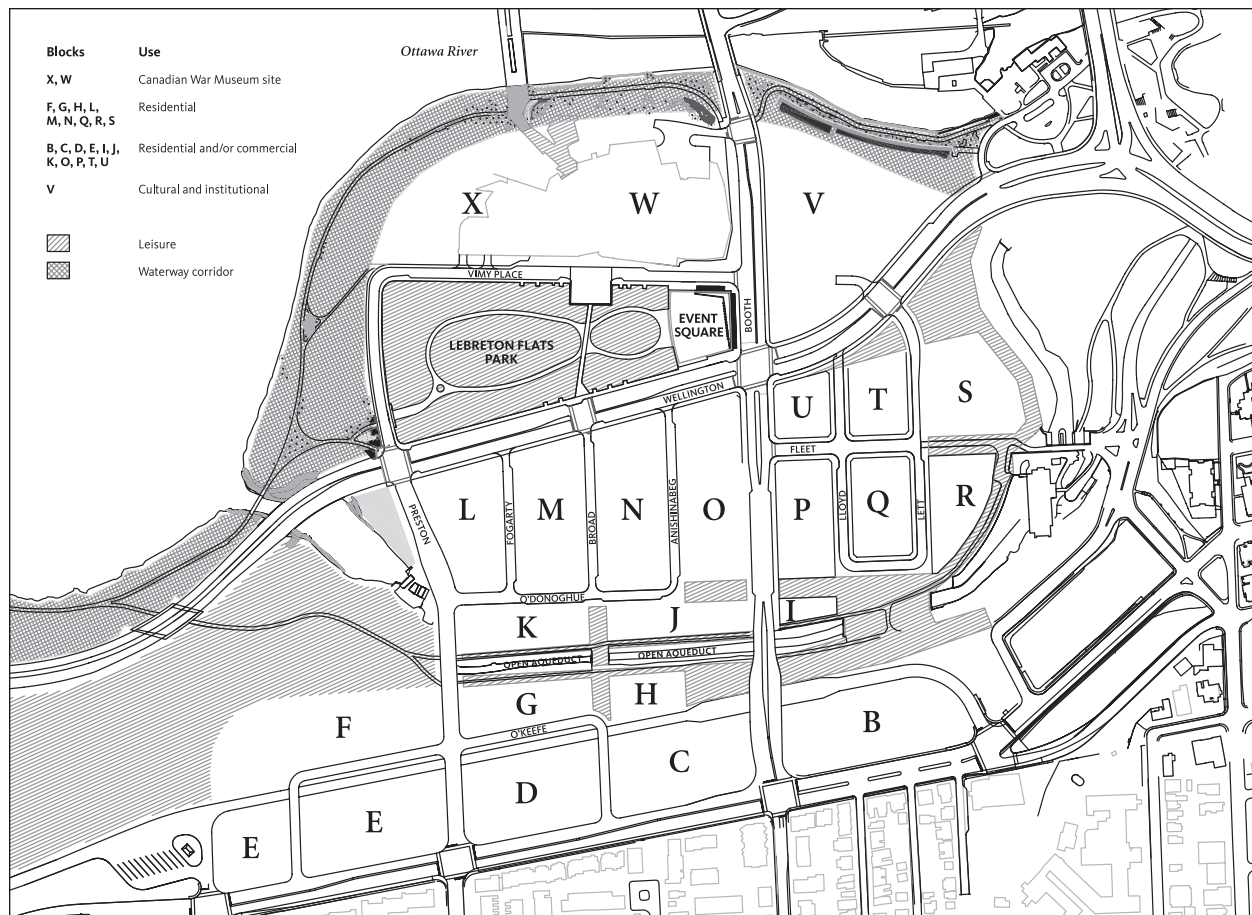 Blocks Use
Ottawa River
X, W Canadian War Museum site
F, G, H, L, Residential
M, N, Q, R, S
B, C, D, E, I, J, Residential and/or commercial
K, O, P, T, U
V Cultural and institutional
Leisure
Waterway corridor
X
W
V
VIMY PLACE
EVENT
SQUARE
BOOTH
LEBRETON FLATS
PARK
WELLINGTON
U
T
S
FLEET
L
M
N
O
P
Q
R
PRESTON
FOGARTY
BROAD
ANISHINABEG
LLOYD
LETT
O'DONOGHUE
K
J
I
OPEN AQUEDUCT
OPEN AQUEDUCT
G
H
F
O'KEEFE
B
C
D
E
E